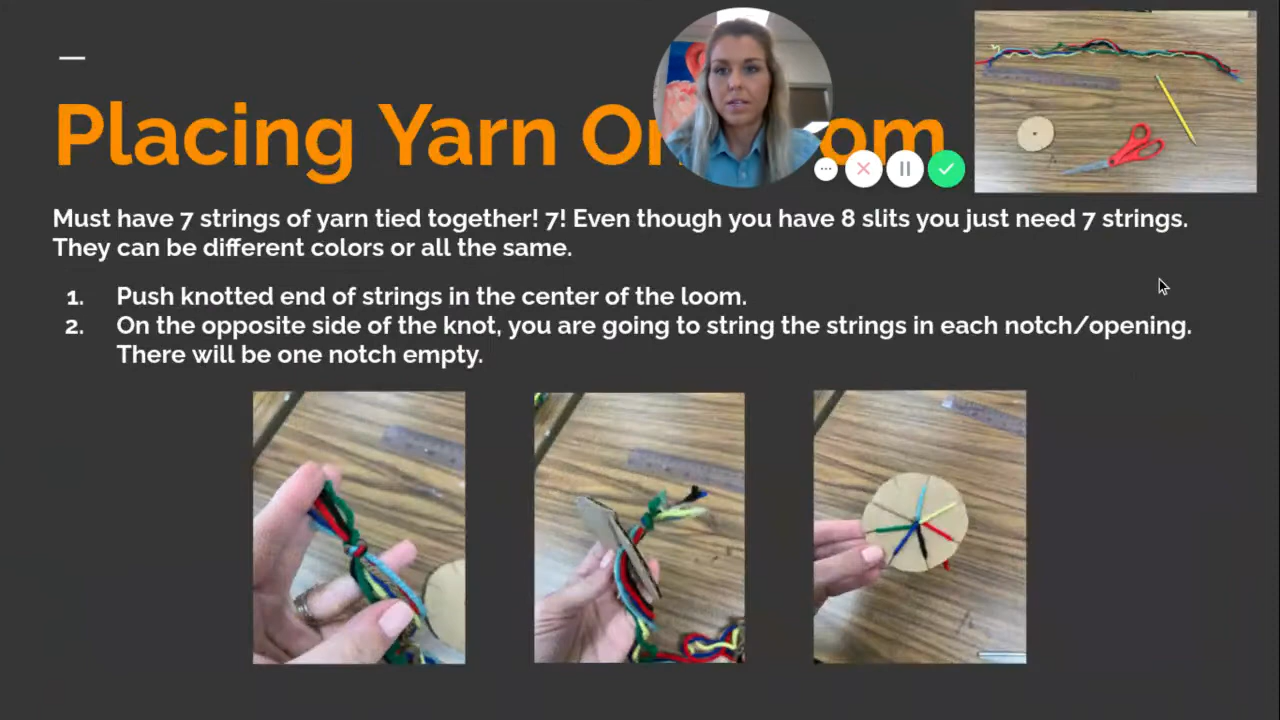 Placing Yarn On oom
Must have 7 strings of yarn tied together! 7! Even though you have 8 slits you just need 7 strings.
They can be different colors or all the same.
1. Push knotted end of strings in the center of the loom.
2. On the opposite side of the knot, you are going to string the strings in each notch/opening.
There will be one notch empty.